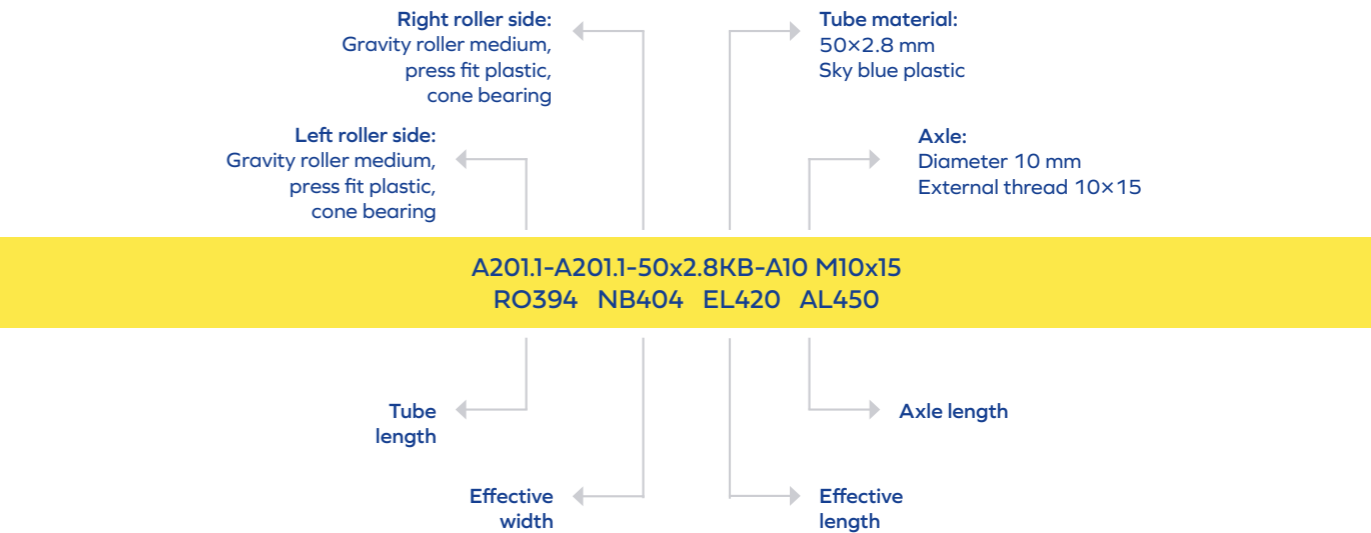 Right roller side:
Gravity roller medium,
press fit plastic,
cone bearing
Tube material:
50×2.8 mm
Sky blue plastic
Left roller side:
Gravity roller medium,
press fit plastic,
cone bearing
Axle:
Diameter 10 mm
External thread 10×15
A201.1-A201.1-50x2.8KB-A10 M10x15
RO394 NB404 EL420 AL450
Tube
length
Axle length
Effective
width
Effective
length